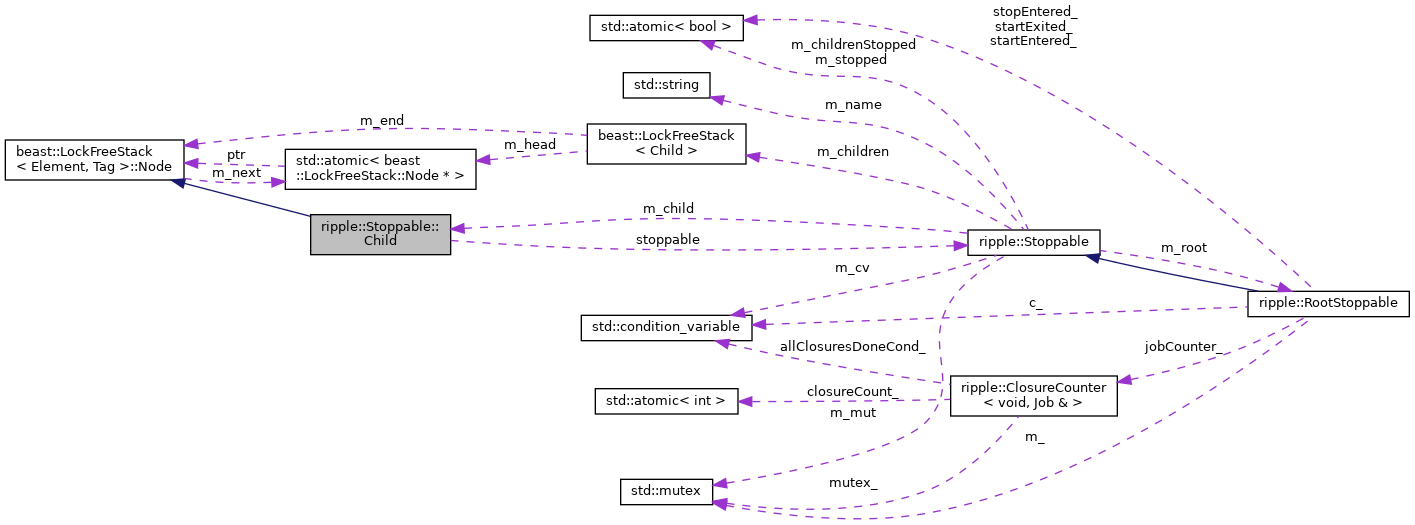 stopEntered_
startExited_
startEntered_
std::atomic< bool >
m_childrenStopped
m_stopped
std::string
m_name
m_end
beast::LockFreeStack
< Child >
m_head
m_children
beast::LockFreeStack
< Element, Tag >::Node
ptr
m_next
std::atomic< beast
::LockFreeStack::Node * >
m_child
ripple::Stoppable::
Child
stoppable
ripple::Stoppable
m_root
m_cv
ripple::RootStoppable
c_
std::condition_variable
allClosuresDoneCond_
jobCounter_
ripple::ClosureCounter
< void, Job & >
closureCount_
std::atomic< int >
m_mut
m_
mutex_
std::mutex